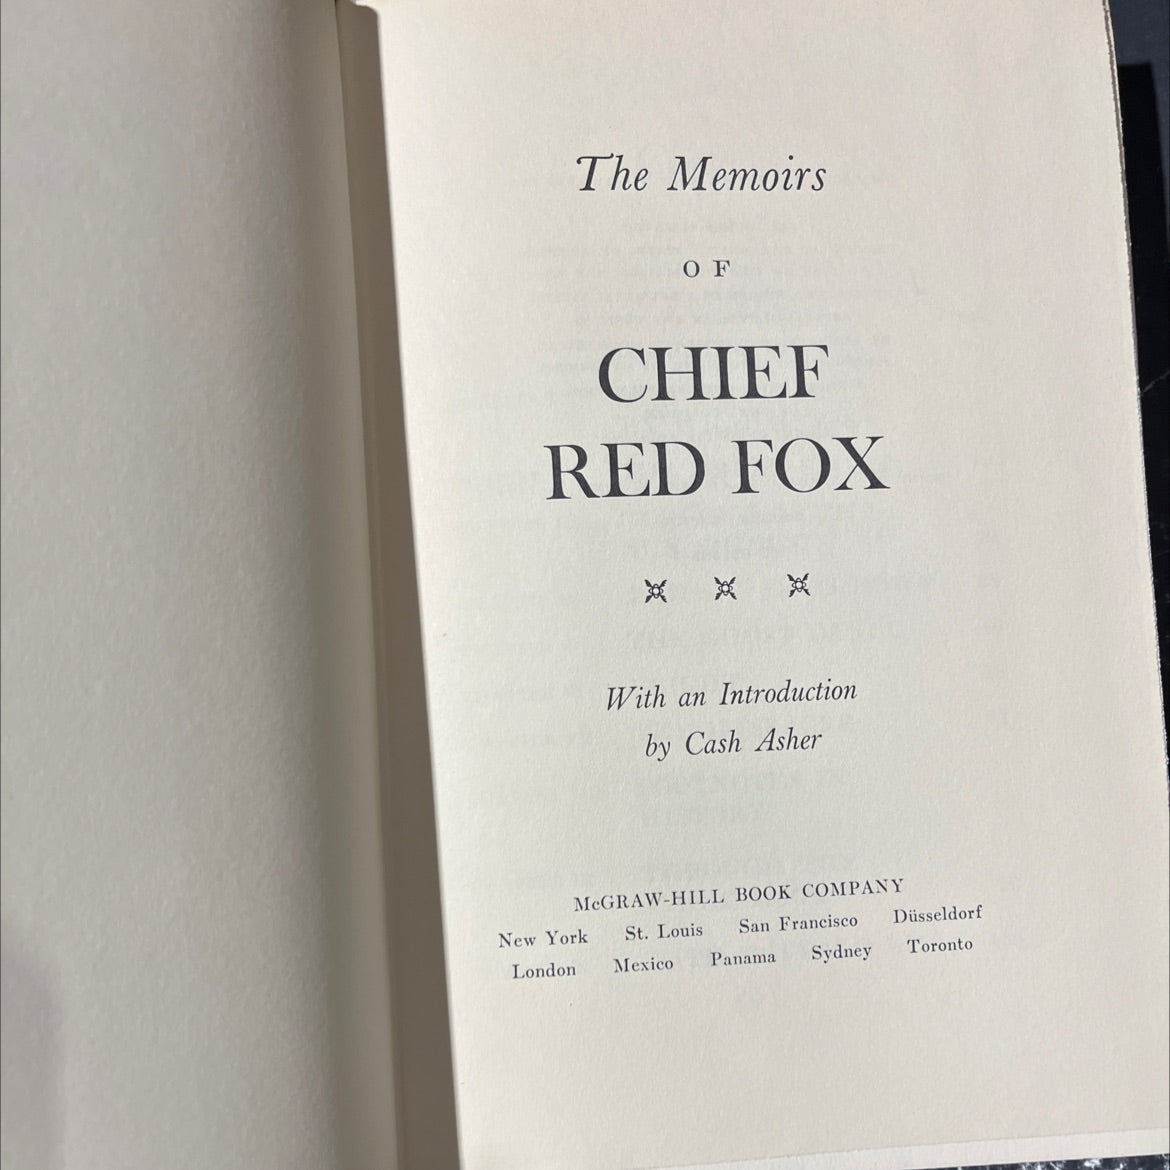 The Memoirs
OF
CHIEF
RED FOX
With an Introduction
by Cash Asher
McGRAW-HILL BOOK COMPANY
New York St. Louis San Francisco Düsseldorf
London Mexico Panama Sydney Toronto